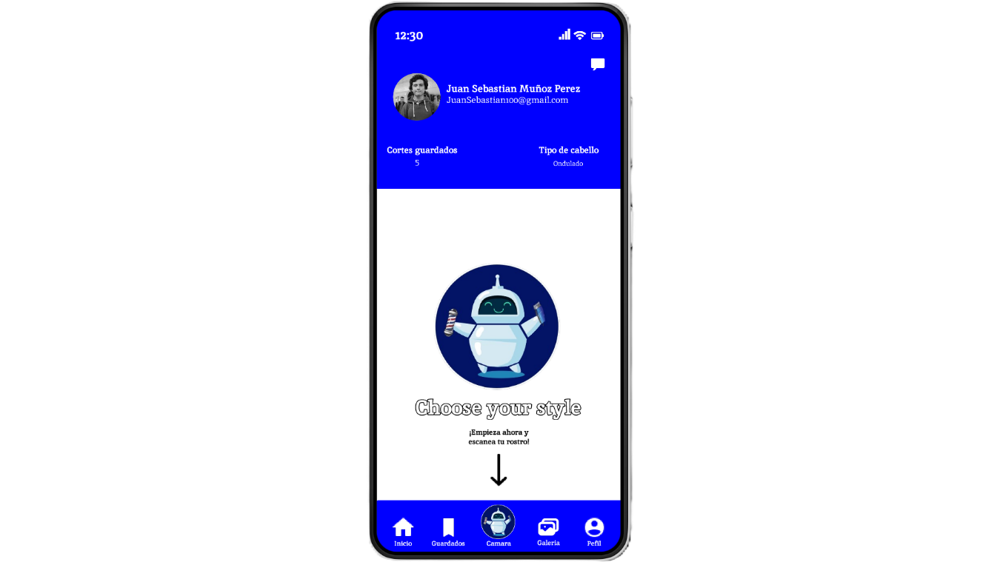 12:30
Juan Sebastian Muñoz Perez
JuanSebastian100@gmail.com
Cortes guardados
5
Tipo de cabello
Ondulado
Choose your style
¡Empieza ahora y
escanea tu rostro!
Inicio
Guardados
Camara
Galeria
Pefil